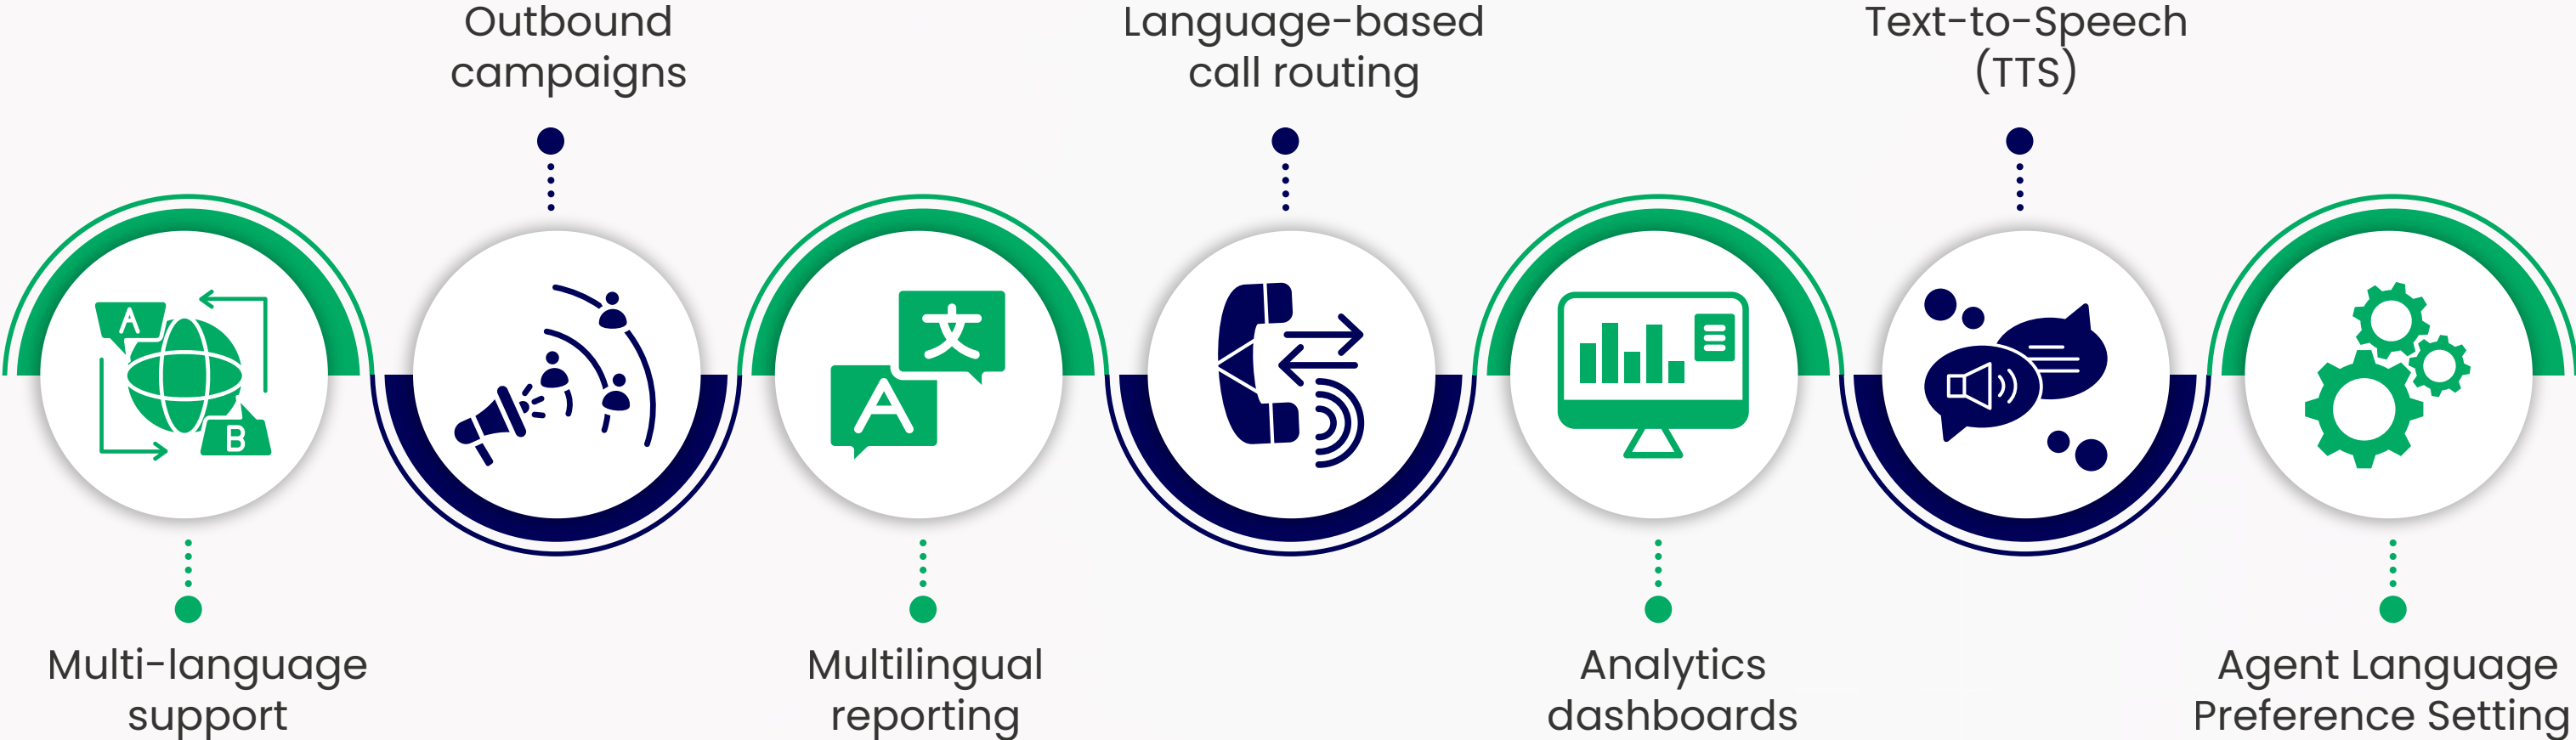 Outbound
campaigns
Language-based
call routing
Text-to-Speech
(TTS)
A
B
文
A
Multi-language
support
Multilingual
reporting
Analytics
dashboards
Agent Language
Preference Setting